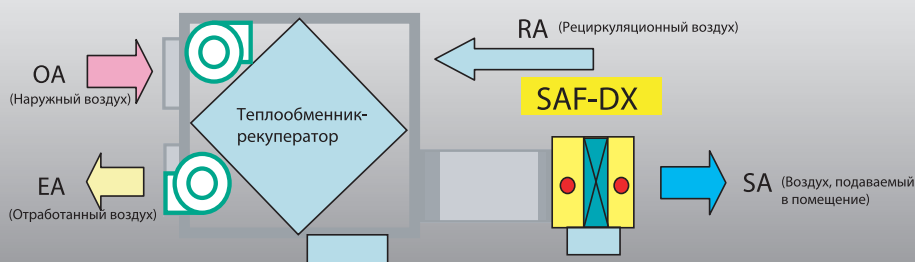 OA
(Наружный воздух)
EA
(Отработанный воздух)
Теплообменник-
рекуператор
RA (Рециркуляционный воздух)
SAF-DX
SA (Воздух, подаваемый
в помещение)